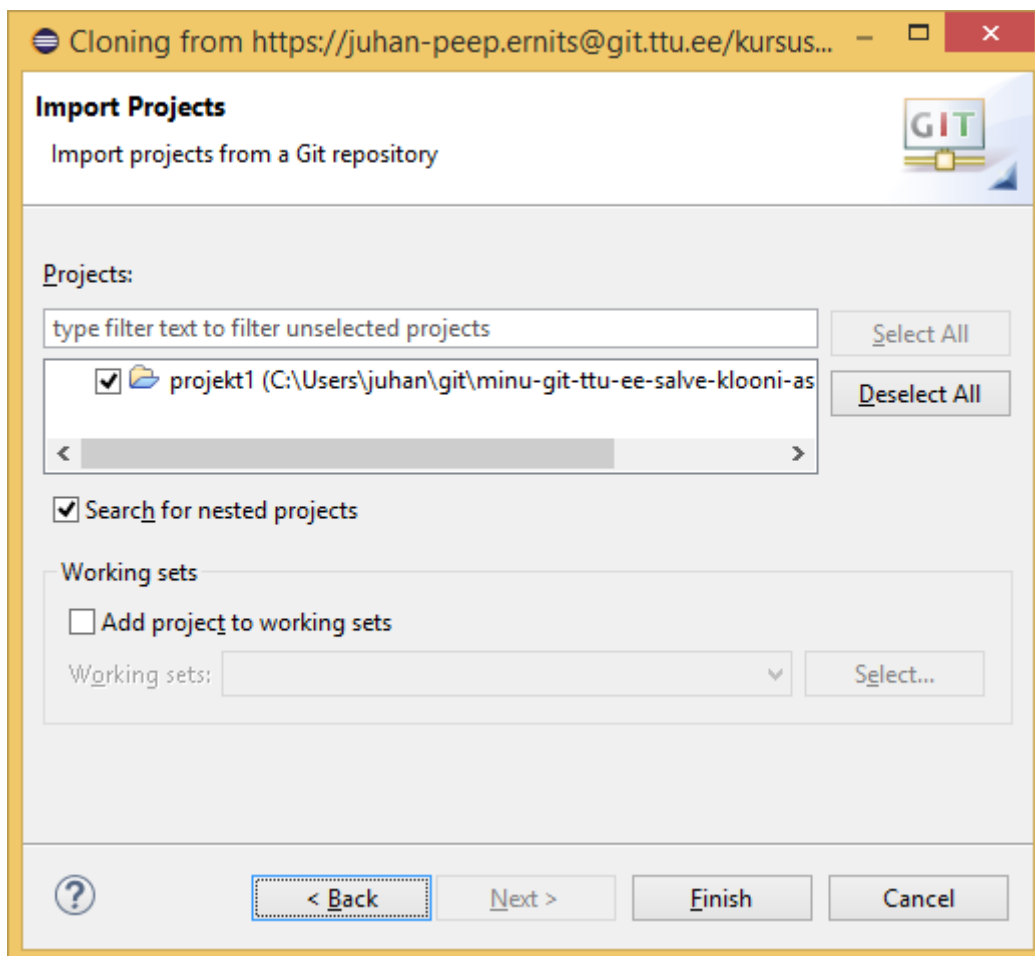 Cloning from https://juhan-peep.ernits@git.ttu.ee/kursus...
Import Projects
Import projects from a Git repository
GIT
Projects:
type filter text to filter unselected projects
Select All
projekt1 (C:\Users\juhan\git\minu-git-ttu-ee-salve-klooni-as
Deselect All
Search for nested projects
Working sets
Add project to working sets
Working sets:
Select...
?
< Back
Next >
Finish
Cancel